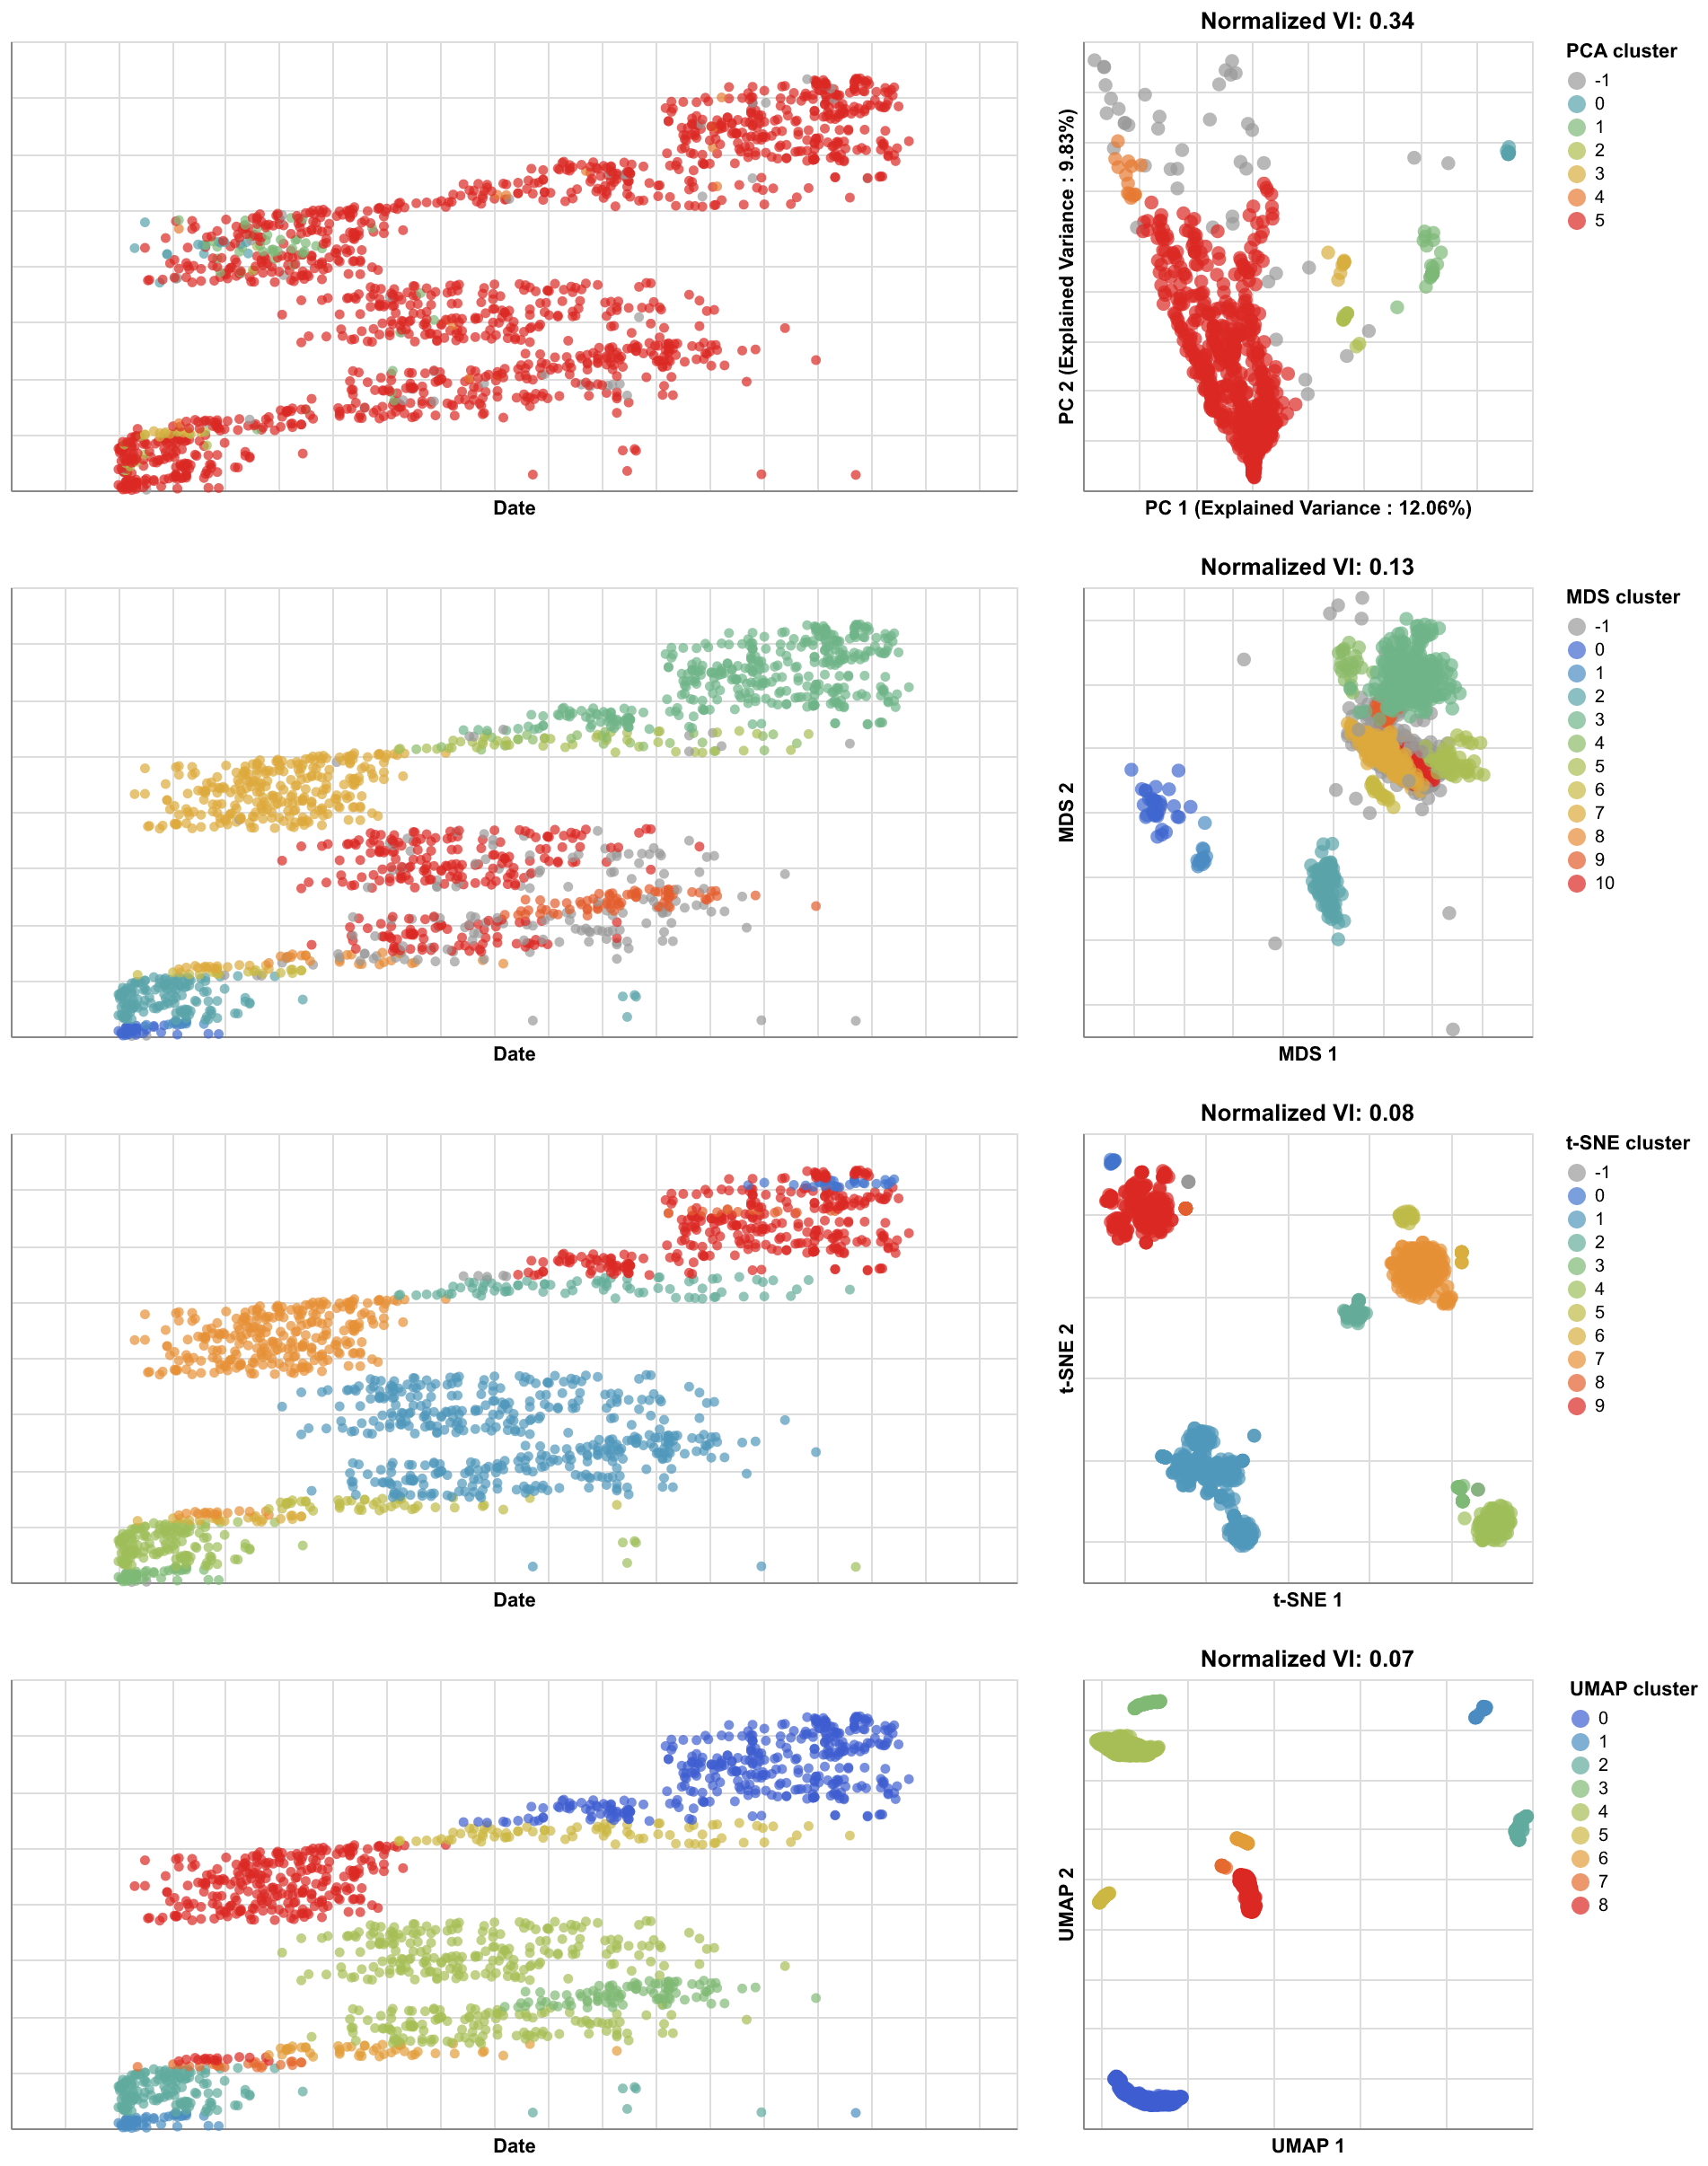 Normalized VI: 0.34
PC 2 (Explained Variance : 9.83%)
Date
PC 1 (Explained Variance : 12.06%)
PCA cluster
-1
0
1
2
3
4
5
Normalized VI: 0.13
MDS 2
Date
MDS 1
MDS cluster
-1
0
1
2
3
4
5
6
7
8
9
10
Normalized VI: 0.08
t-SNE 2
Date
t-SNE 1
t-SNE cluster
-1
0
1
2
3
4
5
6
7
8
9
Normalized VI: 0.07
UMAP 2
Date
UMAP 1
UMAP cluster
0
1
2
3
4
5
6
7
8